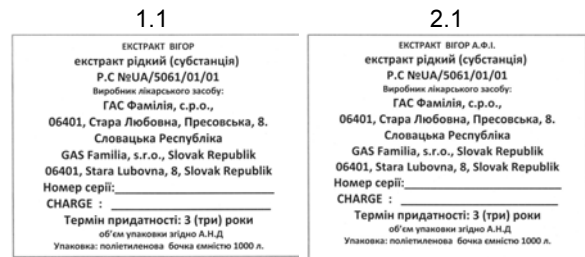 1.1
ЕКСТРАКТ ВІГОР
екстракт рідкий (субстанція)
Р.С №UA/5061/01/01
Виробник лікарського засобу:
ГАС Фамілія, с.р.о.,
06401, Стара Любовна, Пресовська, 8.
Словацька Республіка
GAS Familia, s.r.o., Slovak Republik
06401, Stara Lubovna, 8, Slovak Republik
Номер серії:
CHARGE :
Термін придатності: 3 (три) роки
об'єм упаковки згідно А.Н.Д
Упаковка: поліетиленова бочка ємністю 1000 л.
2.1
ЕКСТРАКТ ВІГОР А.Ф.І.
екстракт рідкий (субстанція)
Р.С №UA/5061/01/01
Виробник лікарського засобу:
ГАС Фамілія, с.р.о.,
06401, Стара Любовна, Пресовська, 8.
Словацька Республіка
GAS Familia, s.r.o., Slovak Republik
06401, Stara Lubovna, 8, Slovak Republik
Номер серії:
CHARGE :
Термін придатності: 3 (три) роки
об'єм упаковки згідно А.Н.Д
Упаковка: поліетиленова бочка ємністю 1000 л.